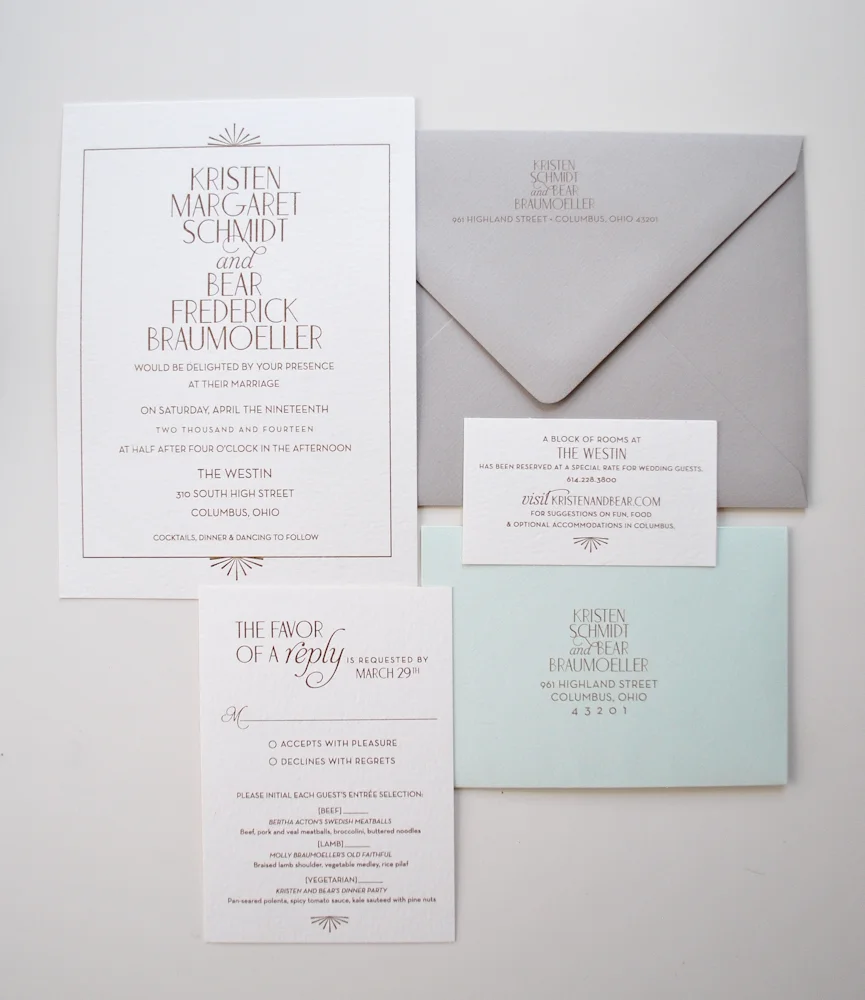 KRISTEN
MARGARET
SCHMIDT
and
BEAR
FREDERICK
BRAUMOELLER
WOULD BE DELIGHTED BY YOUR PRESENCE
AT THEIR MARRIAGE
ON SATURDAY, APRIL THE NINETEENTH
TWO THOUSAND AND FOURTEEN
AT HALF AFTER FOUR O'CLOCK IN THE AFTERNOON
THE WESTIN
310 SOUTH HIGH STREET
COLUMBUS, OHIO
COCKTAILS, DINNER & DANCING TO FOLLOW
KRISTEN
SCHMIDT
and BEAR
BRAUMOELLER
961 HIGHLAND STREET • COLUMBUS, OHIO 43201
A BLOCK OF ROOMS AT
THE WESTIN
HAS BEEN RESERVED AT A SPECIAL RATE FOR WEDDING GUESTS.
614.228.3800
visit KRISTENANDBEAR.COM
FOR SUGGESTIONS ON FUN, FOOD
& OPTIONAL ACCOMMODATIONS IN COLUMBUS.
KRISTEN
SCHMIDT
and BEAR
BRAUMOELLER
961 HIGHLAND STREET
COLUMBUS, OHIO
43201
THE FAVOR
OF A reply IS REQUESTED BY
MARCH 29TH
M
ACCEPTS WITH PLEASURE
DECLINES WITH REGRETS
PLEASE INITIAL EACH GUEST'S ENTRÉE SELECTION:
[BEEF]
BERTHA ACTON'S SWEDISH MEATBALLS
Beef, pork and veal meatballs, broccolini, buttered noodles
[LAMB]
MOLLY BRAUMOELLER'S OLD FAITHFUL
Braised lamb shoulder, vegetable medley, rice pilaf
[VEGETARIAN]
KRISTEN AND BEAR'S DINNER PARTY
Pan-seared polenta, spicy tomato sauce, kale sauteed with pine nuts